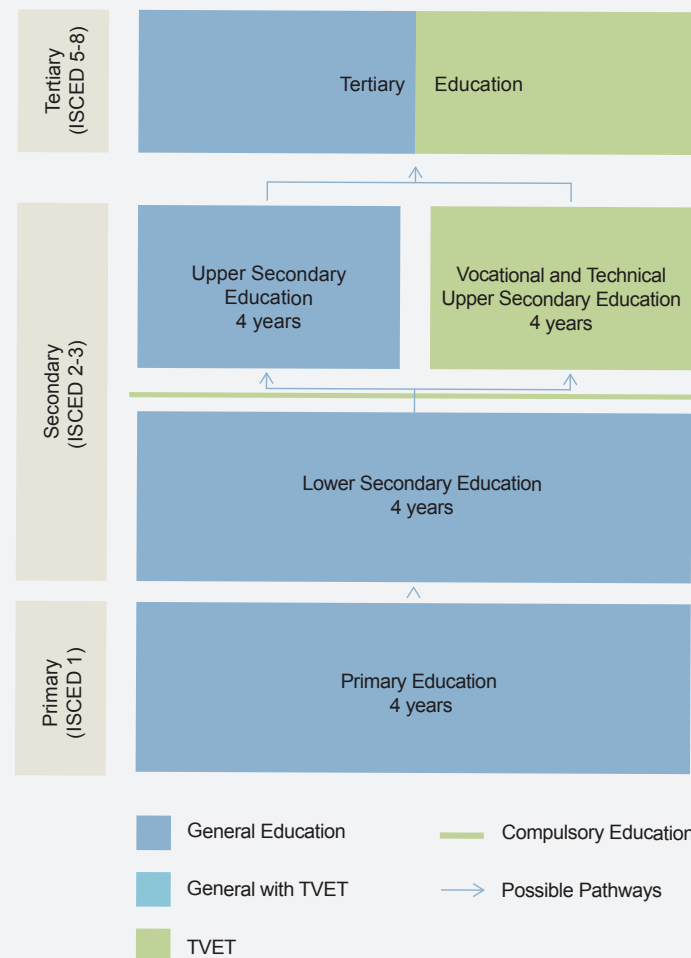 Tertiary
(ISCED 5-8)
Tertiary Education
Secondary
(ISCED 2-3)
Upper Secondary
Education
4 years
Vocational and Technical
Upper Secondary Education
4 years
Lower Secondary Education
4 years
Primary
(ISCED 1)
Primary Education
4 years
General Education
Compulsory Education
General with TVET
Possible Pathways
TVET